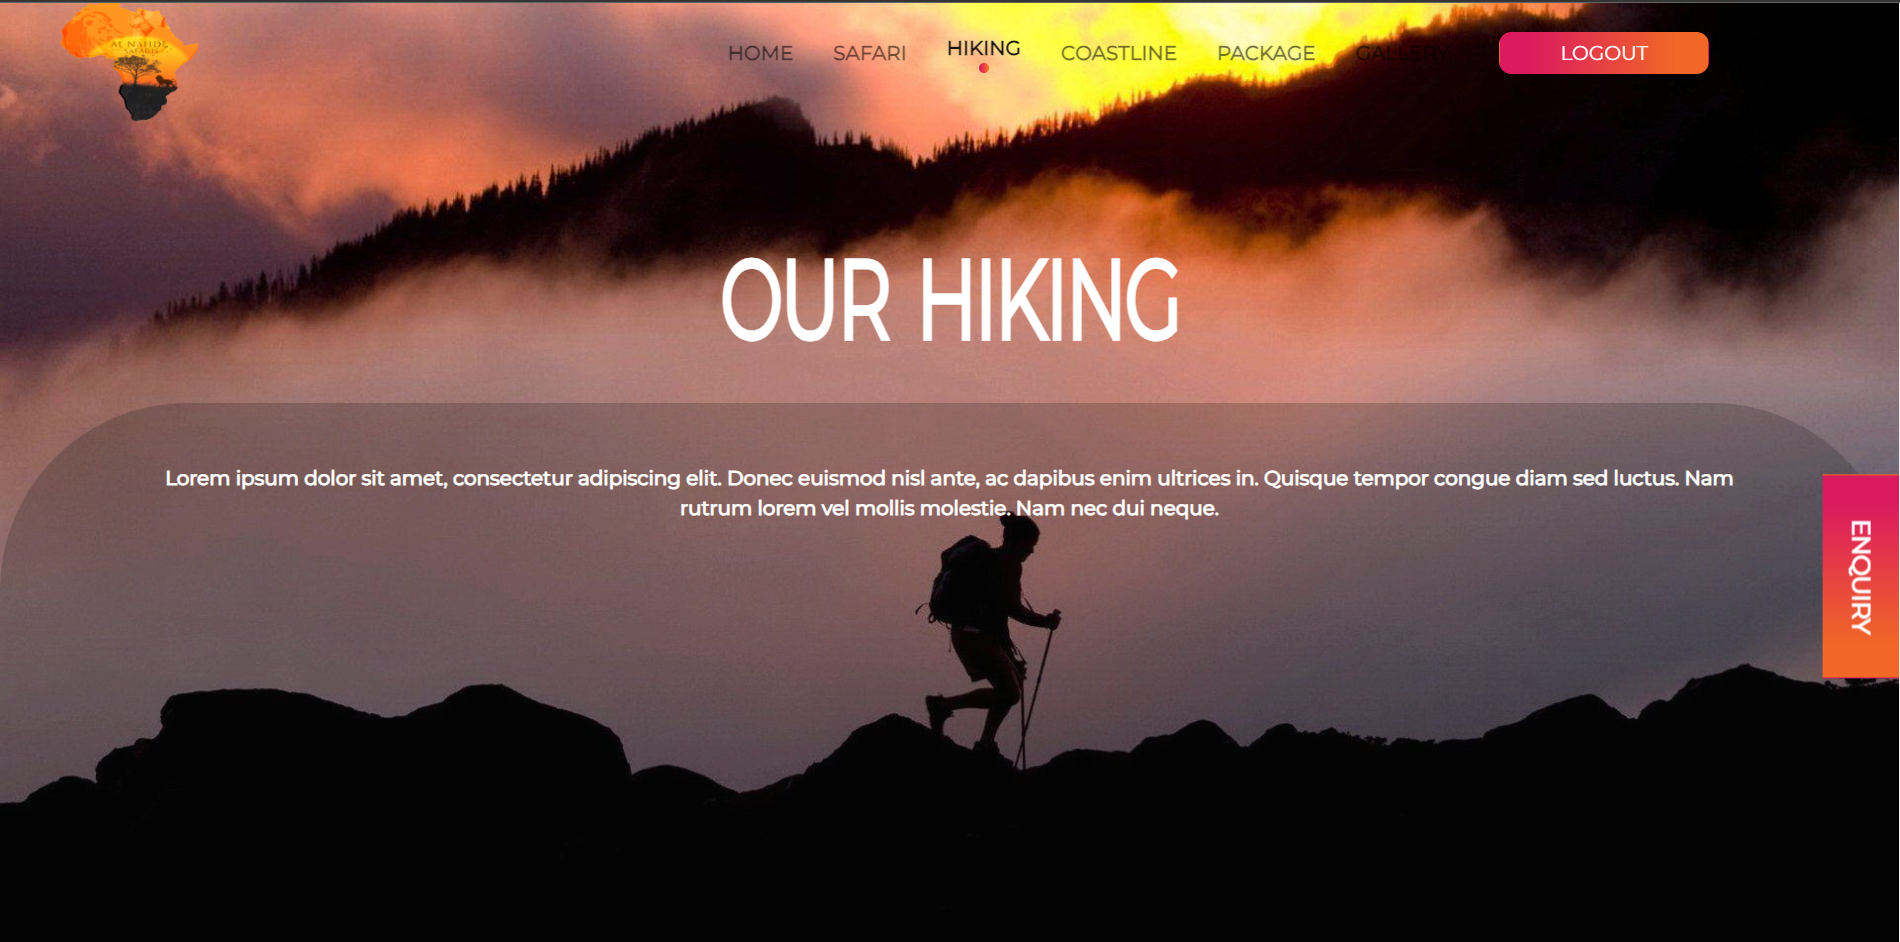 AL NAHDI
SAFARIS
HOME SAFARI HIKING COASTLINE PACKAGE GALLERY LOGOUT
OUR HIKING
Lorem ipsum dolor sit amet, consectetur adipiscing elit. Donec euismod nisl ante, ac dapibus enim ultrices in. Quisque tempor congue diam sed luctus. Nam
rutrum lorem vel mollis molestie. Nam nec dui neque.
ENQUIRY